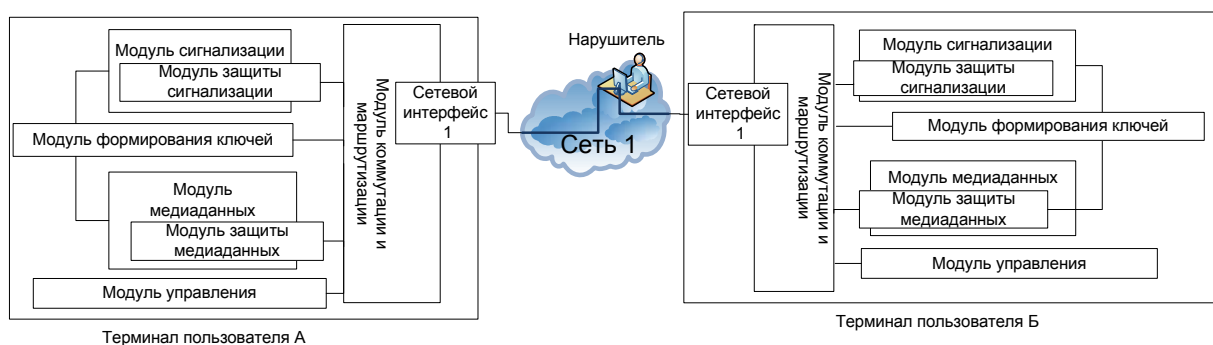 Модуль сигнализации
Модуль защиты
сигнализации
Модуль формирования ключей
Модуль
медиаданных
Модуль защиты
медиаданных
Модуль управления
Модуль коммутации и
маршрутизации
Сетевой
интерфейс
1
Терминал пользователя А
Нарушитель
Сеть 1
Сетевой
интерфейс
1
Модуль коммутации и
маршрутизации
Модуль сигнализации
Модуль защиты
сигнализации
Модуль формирования ключей
Модуль медиаданных
Модуль защиты
медиаданных
Модуль управления
Терминал пользователя Б